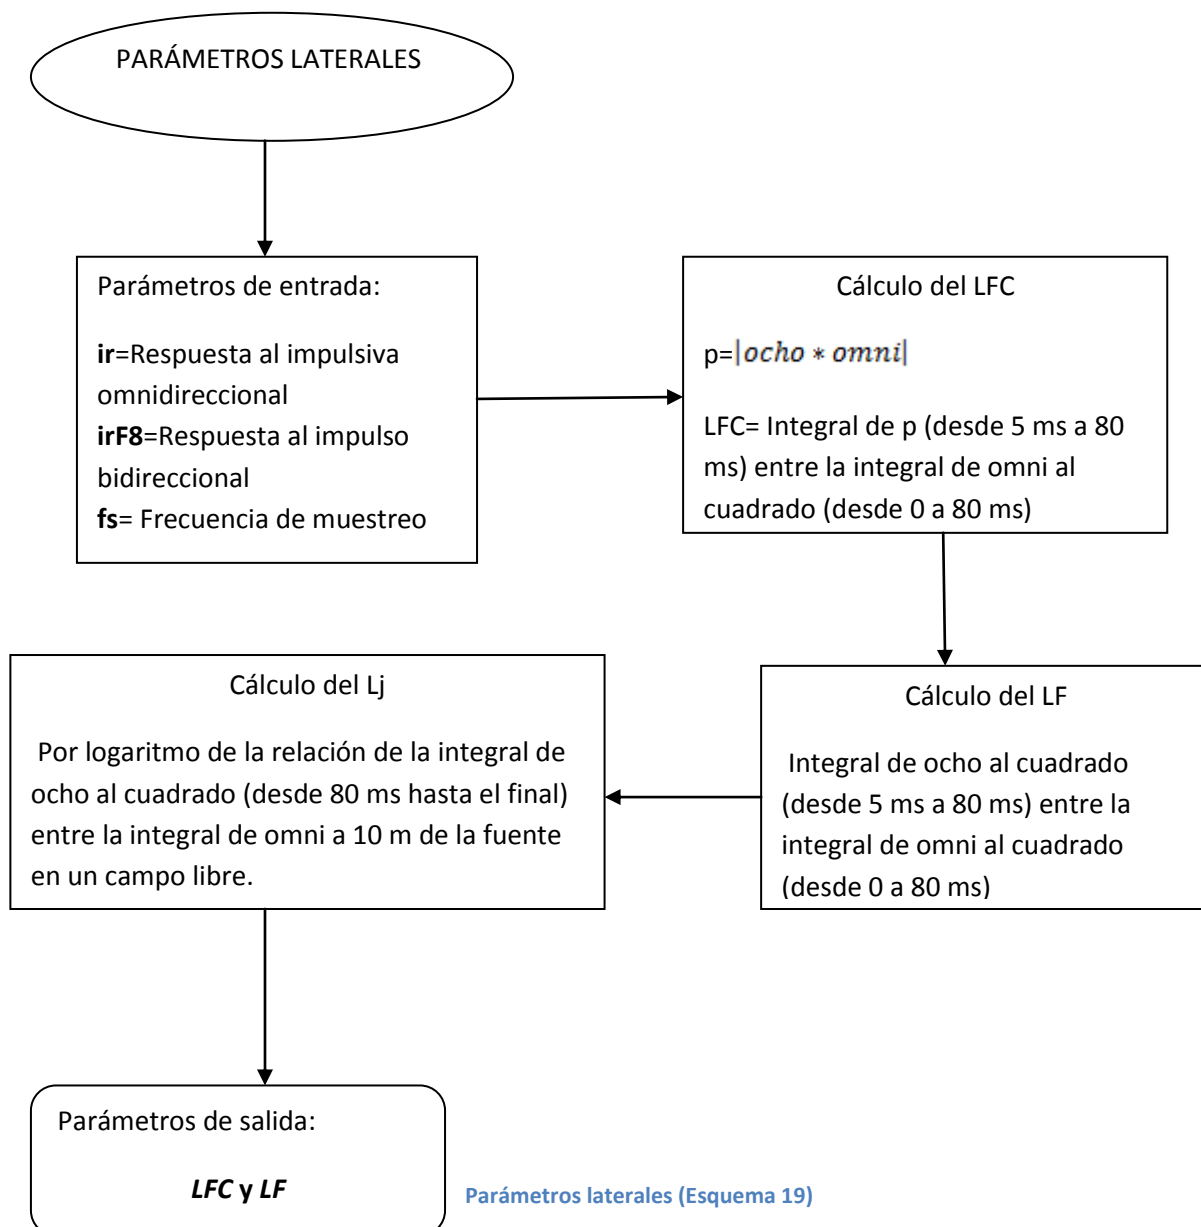 PARÁMETROS LATERALES
Parámetros de entrada:
ir=Respuesta al impulsiva
omnidireccional
irF8=Respuesta al impulso
bidireccional
fs= Frecuencia de muestreo
Cálculo del LFC
p=|ocho * omni|
LFC= Integral de p (desde 5 ms a 80
ms) entre la integral de omni al
cuadrado (desde 0 a 80 ms)
Cálculo del LF
Integral de ocho al cuadrado
(desde 5 ms a 80 ms) entre la
integral de omni al cuadrado
(desde 0 a 80 ms)
Cálculo del Lj
Por logaritmo de la relación de la integral de
ocho al cuadrado (desde 80 ms hasta el final)
entre la integral de omni a 10 m de la fuente
en un campo libre.
Parámetros de salida:
LFC y LF
Parámetros laterales (Esquema 19)